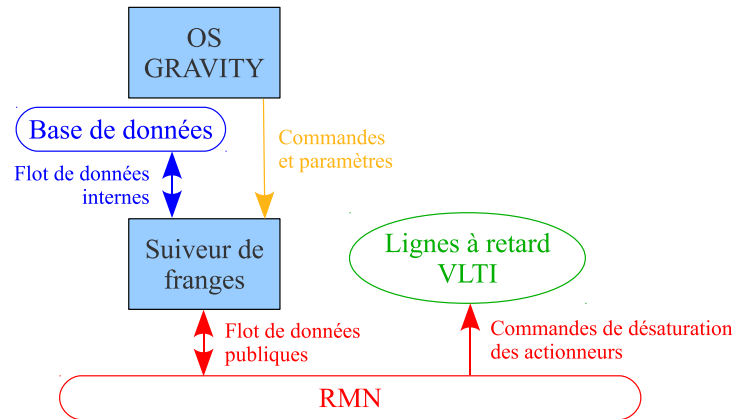 OS
GRAVITY
Base de données
Commandes
et paramètres
Flot de données
internes
Suiveur de
franges
Lignes à retard
VLTI
Flot de données
publiques
Commandes de désaturation
des actionneurs
RMN